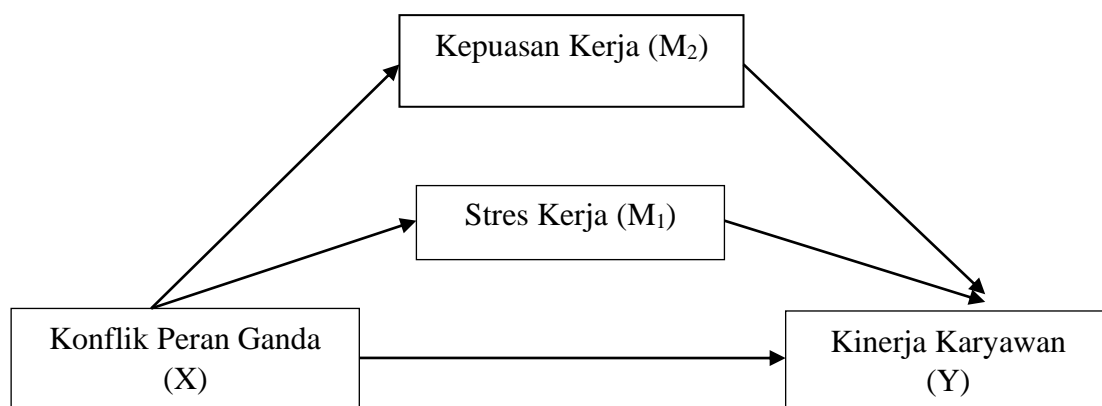 Kepuasan Kerja (M₂)
Stres Kerja (M₁)
Konflik Peran Ganda
(X)
Kinerja Karyawan
(Y)